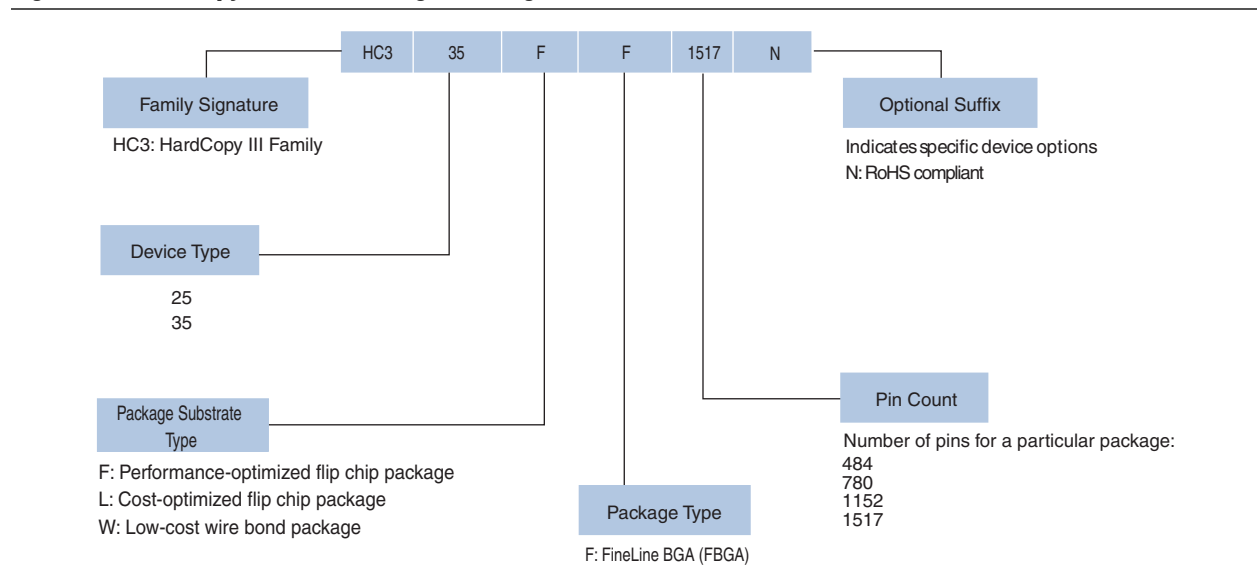 HC3 35 F F 1517 N
Family Signature
HC3: HardCopy III Family
Optional Suffix
Indicates specific device options
N: RoHS compliant
Device Type
25
35
Package Substrate
Type
F: Performance-optimized flip chip package
L: Cost-optimized flip chip package
W: Low-cost wire bond package
Package Type
F: FineLine BGA (FBGA)
Pin Count
Number of pins for a particular package:
484
780
1152
1517